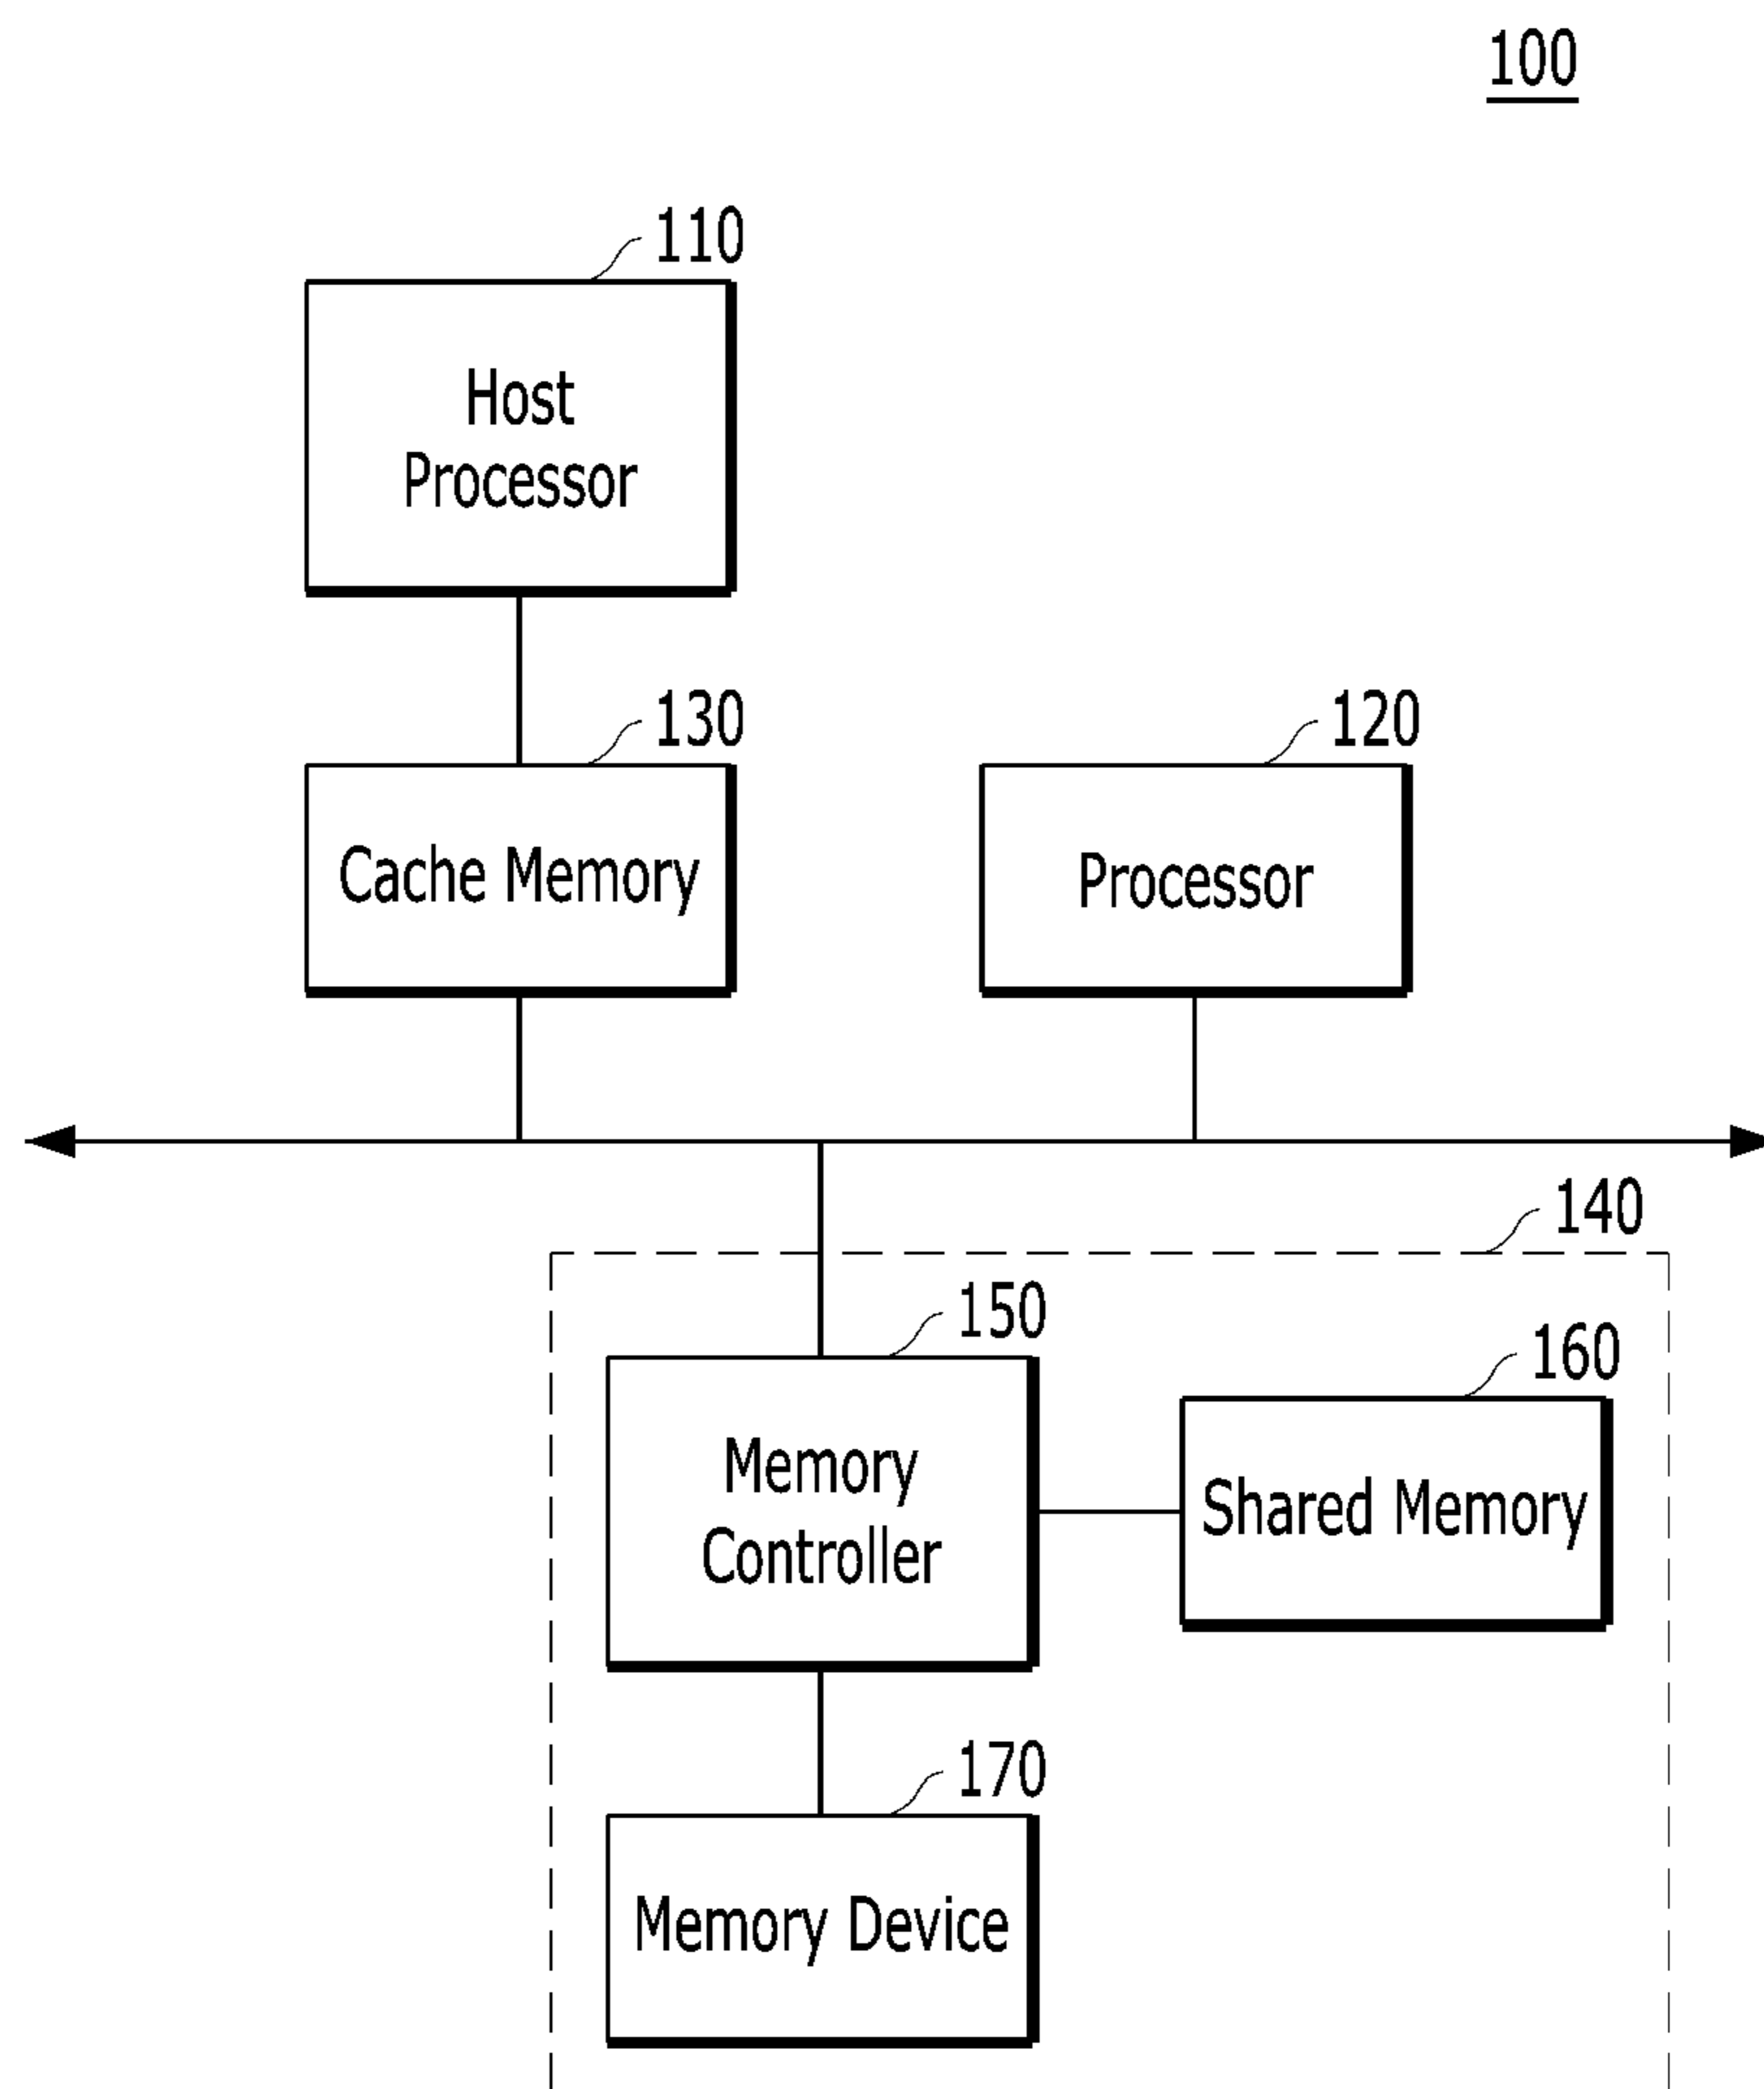 100
110
Host
Processor
130
120
Cache Memory
Processor
140
150
160
Memory
Controller
Shared Memory
170
Memory Device